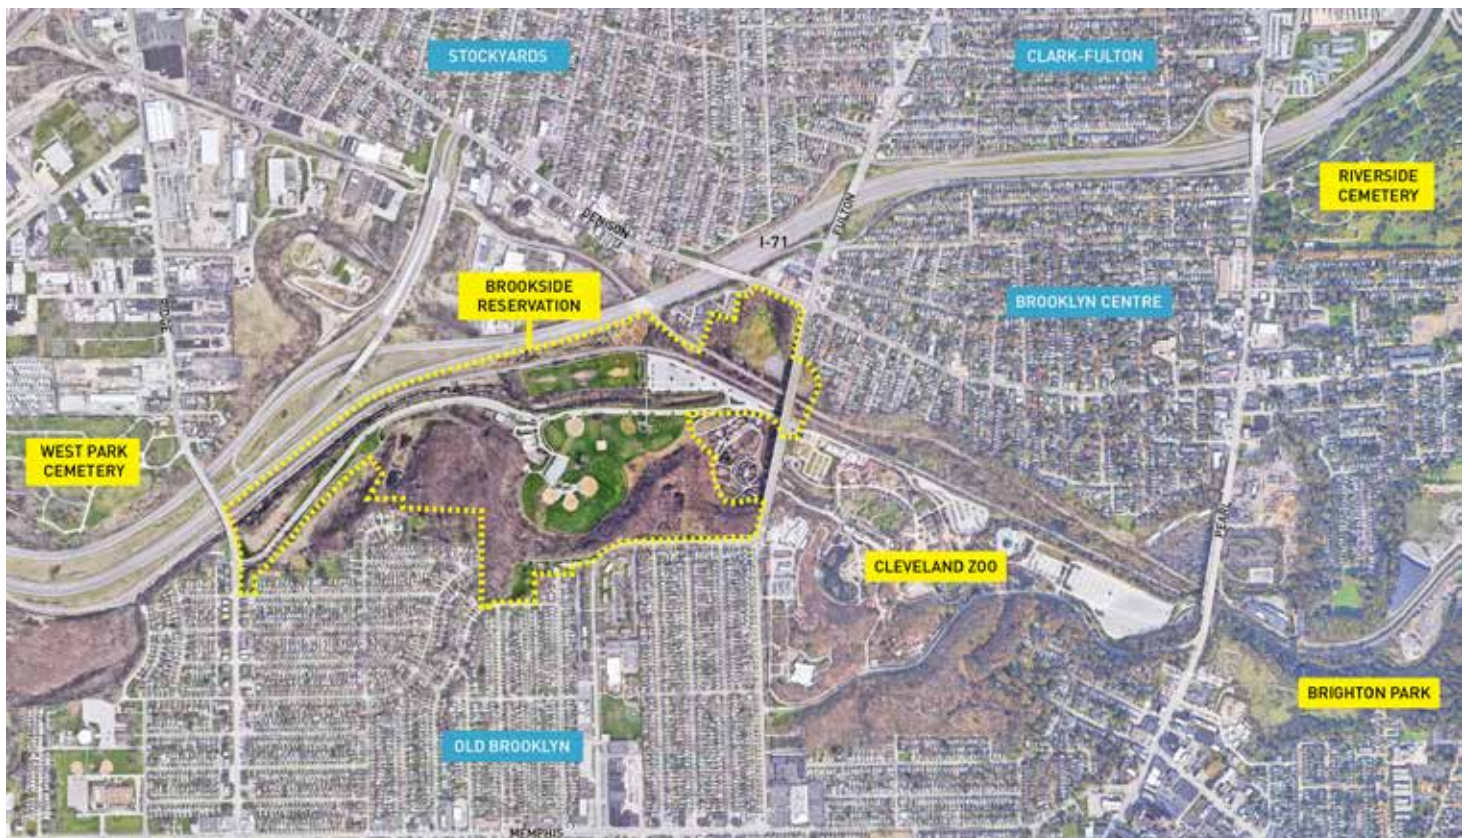 STOCKYARDS
CLARK-FULTON
RIVERSIDE
CEMETERY
FULTON
DENISON
I-71
BROOKSIDE
RESERVATION
BROOKLYN CENTRE
RIDGE
WEST PARK
CEMETERY
PEARL
CLEVELAND ZOO
BRIGHTON PARK
OLD BROOKLYN
MEMPHIS